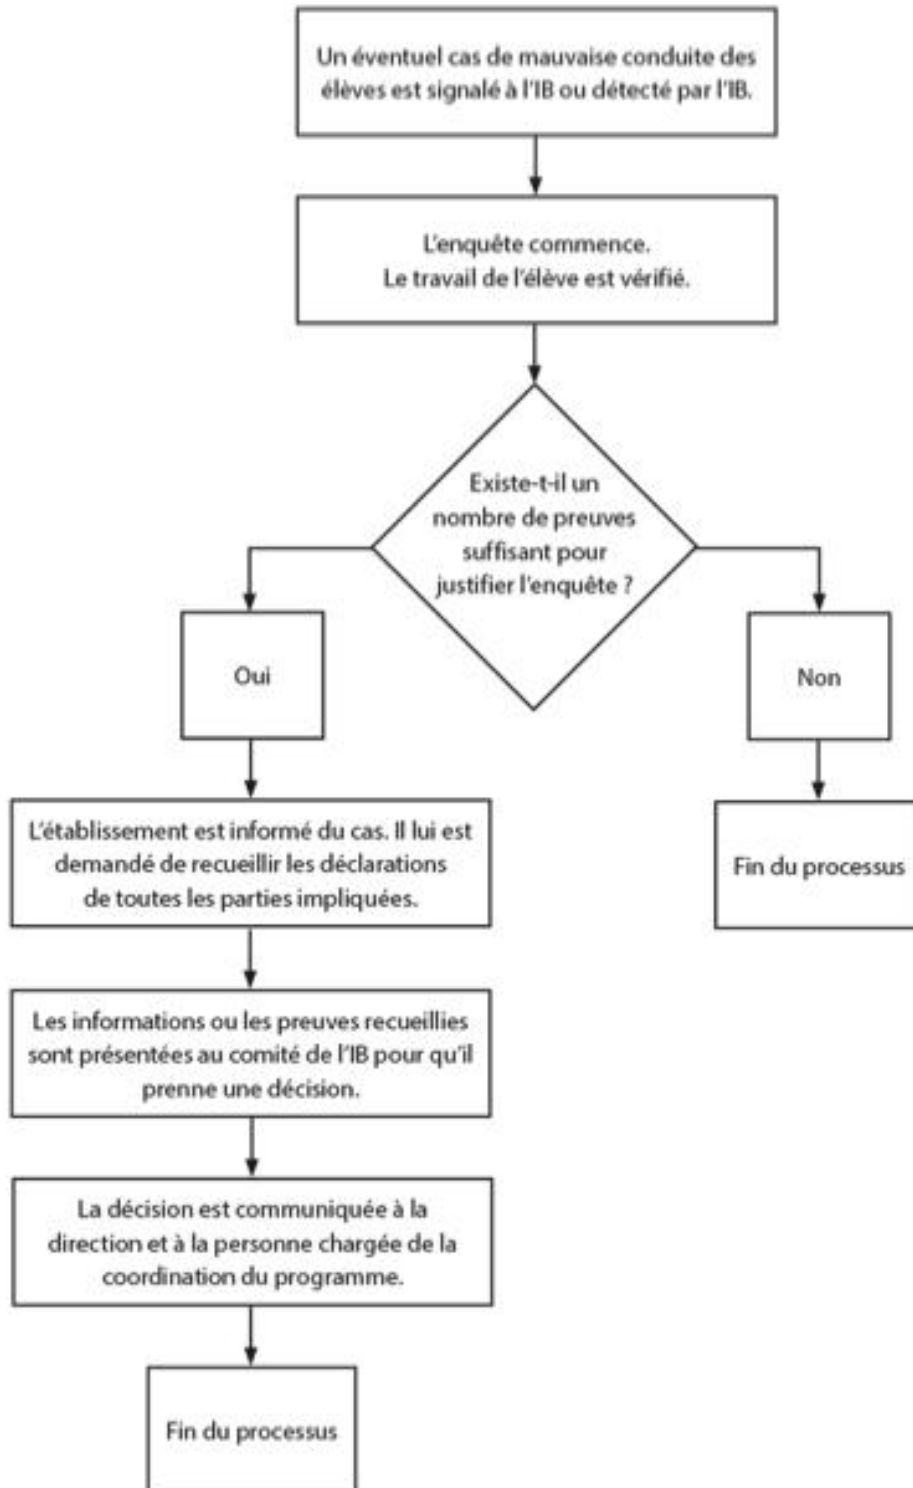 Un éventuel cas de mauvaise conduite des
élèves est signalé à l'IB ou détecté par l'IB.
L'enquête commence.
Le travail de l'élève est vérifié.
Existe-t-il un
nombre de preuves
suffisant pour
justifier l'enquête ?
Oui
Non
L'établissement est informé du cas. Il lui est
demandé de recueillir les déclarations
de toutes les parties impliquées.
Fin du processus
Les informations ou les preuves recueillies
sont présentées au comité de l'IB pour qu'il
prenne une décision.
La décision est communiquée à la
direction et à la personne chargée de la
coordination du programme.
Fin du processus